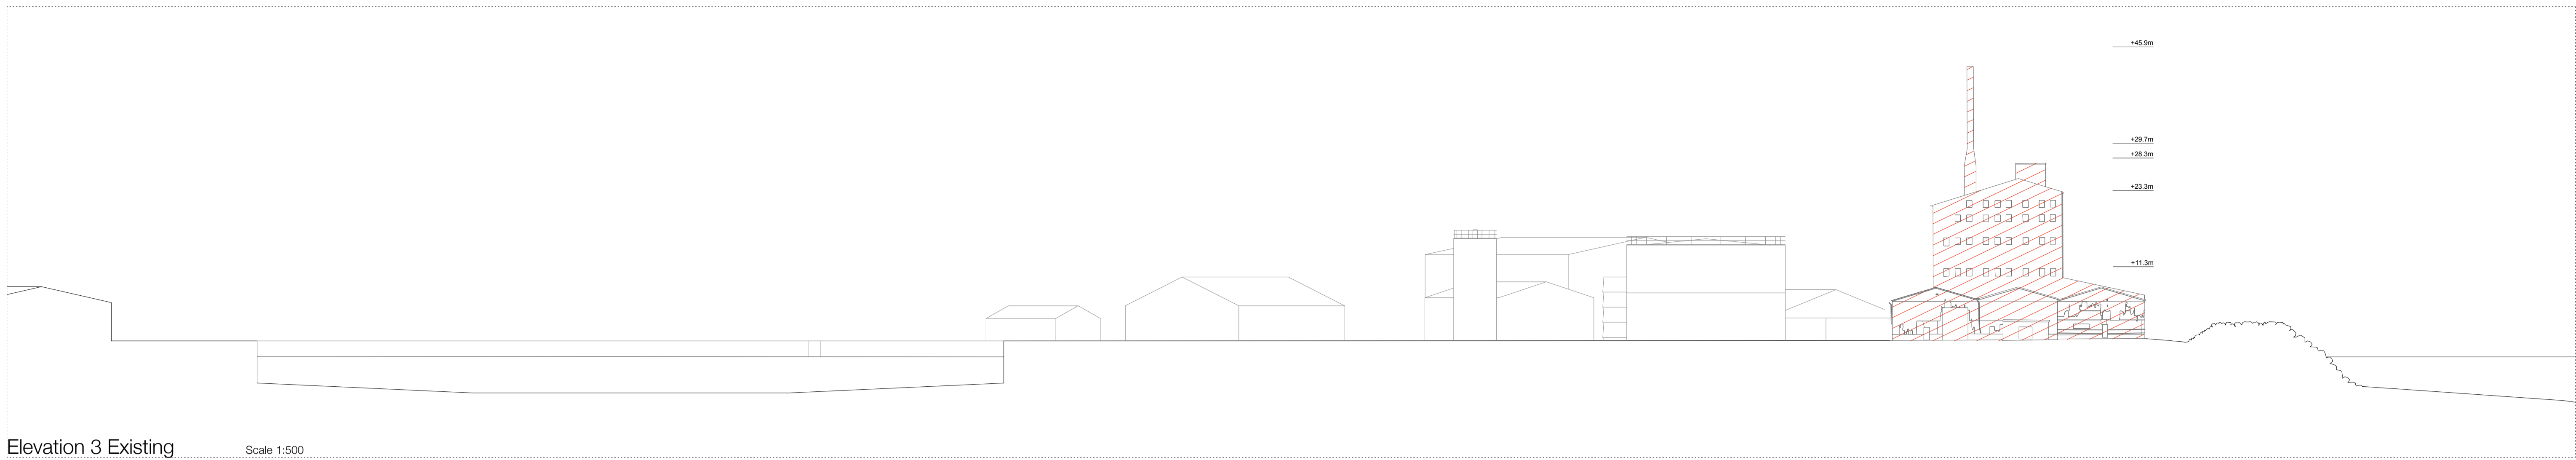 +45.9m
+29.7m
+28.3m
+23.3m
+11.3m
Elevation 3 Existing
Scale 1:500